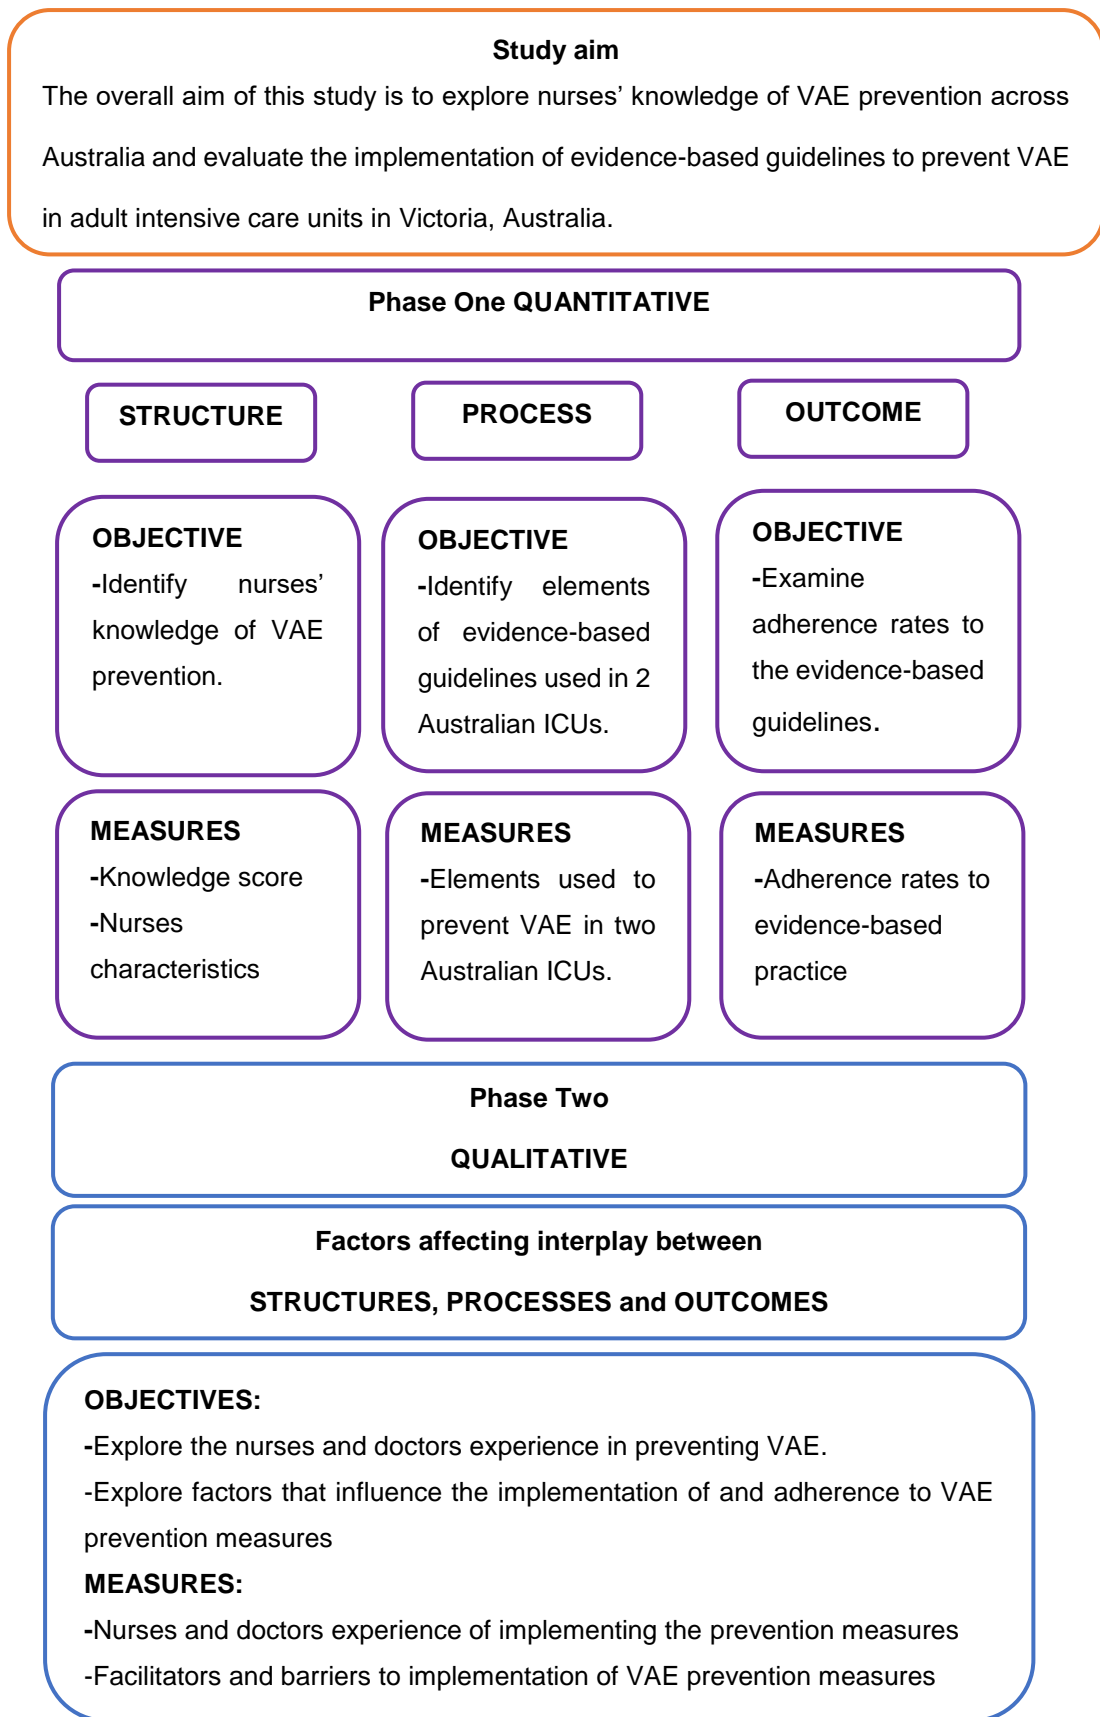 Study aim
The overall aim of this study is to explore nurses’ knowledge of VAE prevention across
Australia and evaluate the implementation of evidence-based guidelines to prevent VAE
in adult intensive care units in Victoria, Australia.
Phase One QUANTITATIVE
STRUCTURE
PROCESS
OUTCOME
OBJECTIVE
-Identify nurses’
knowledge of VAE
prevention.
OBJECTIVE
-Identify elements
of evidence-based
guidelines used in 2
Australian ICUs.
OBJECTIVE
-Examine
adherence rates to
the evidence-based
guidelines.
MEASURES
-Knowledge score
-Nurses
characteristics
MEASURES
-Elements used to
prevent VAE in two
Australian ICUs.
MEASURES
-Adherence rates to
evidence-based
practice
Phase Two
QUALITATIVE
Factors affecting interplay between
STRUCTURES, PROCESSES and OUTCOMES
OBJECTIVES:
-Explore the nurses and doctors experience in preventing VAE.
-Explore factors that influence the implementation of and adherence to VAE
prevention measures
MEASURES:
-Nurses and doctors experience of implementing the prevention measures
-Facilitators and barriers to implementation of VAE prevention measures